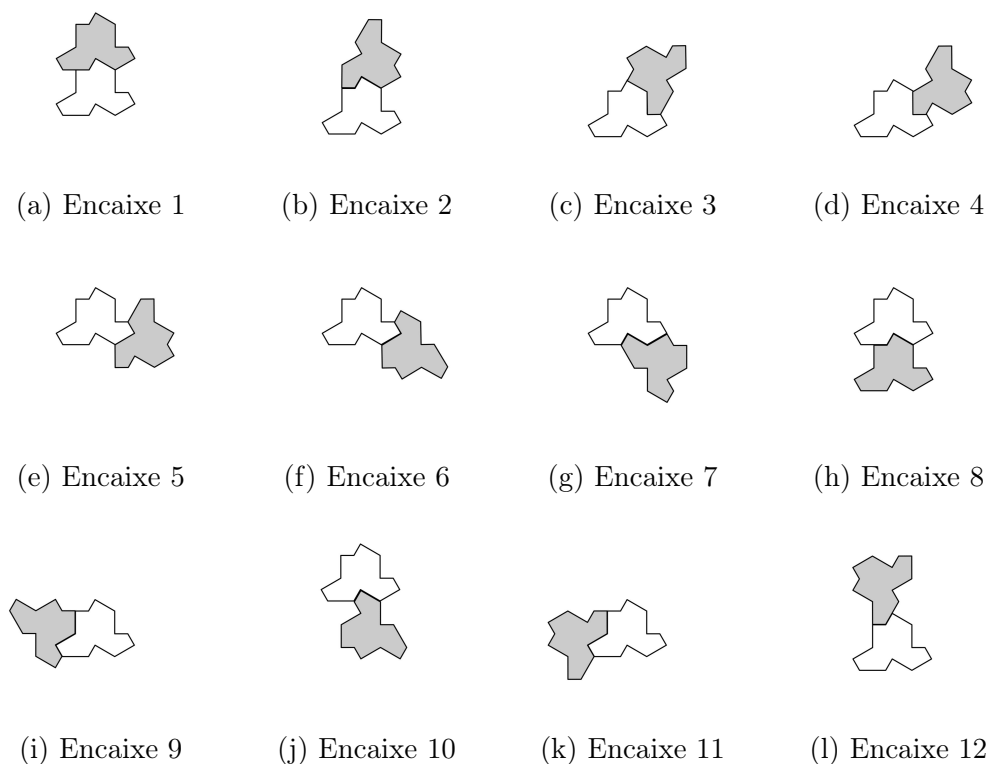 (a) Encaixe 1
(b) Encaixe 2
(c) Encaixe 3
(d) Encaixe 4
(e) Encaixe 5
(f) Encaixe 6
(g) Encaixe 7
(h) Encaixe 8
(i) Encaixe 9
(j) Encaixe 10
(k) Encaixe 11
(l) Encaixe 12